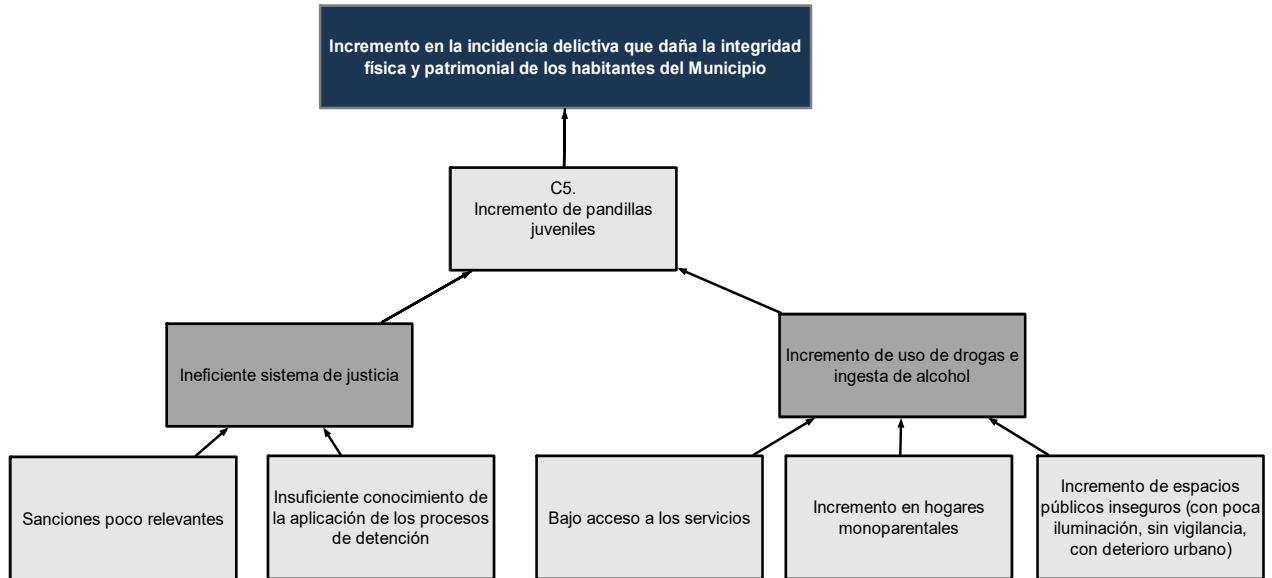 Incremento en la incidencia delictiva que daña la integridad
física y patrimonial de los habitantes del Municipio
C5.
Incremento de pandillas
juveniles
Ineficiente sistema de justicia
Incremento de uso de drogas e
ingesta de alcohol
Sanciones poco relevantes
Insuficiente conocimiento de
la aplicación de los procesos
de detención
Bajo acceso a los servicios
Incremento en hogares
monoparentales
Incremento de espacios
públicos inseguros (con poca
iluminación, sin vigilancia,
con deterioro urbano)